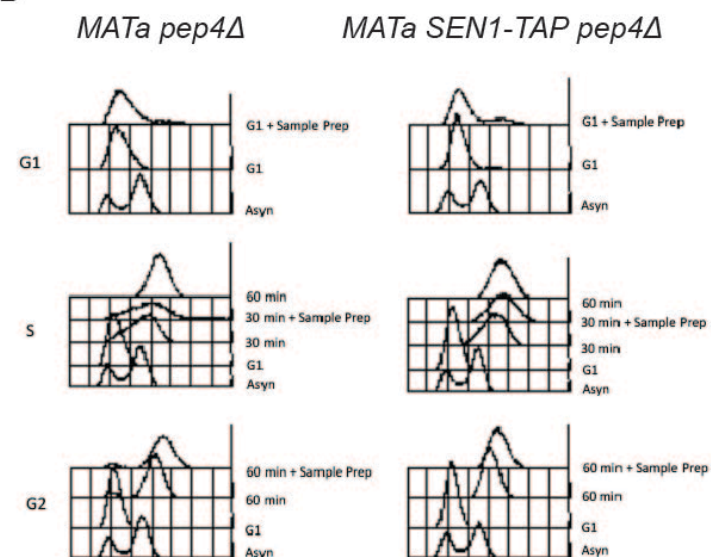 MATa pep4Δ
MATa SEN1-TAP pep4Δ
G1
G1 + Sample Prep
G1
Asyn
G1 + Sample Prep
G1
Asyn
S
60 min
30 min + Sample Prep
30 min
G1
Asyn
60 min
30 min + Sample Prep
30 min
G1
Asyn
G2
60 min + Sample Prep
60 min
G1
Asyn
60 min + Sample Prep
60 min
G1
Asyn